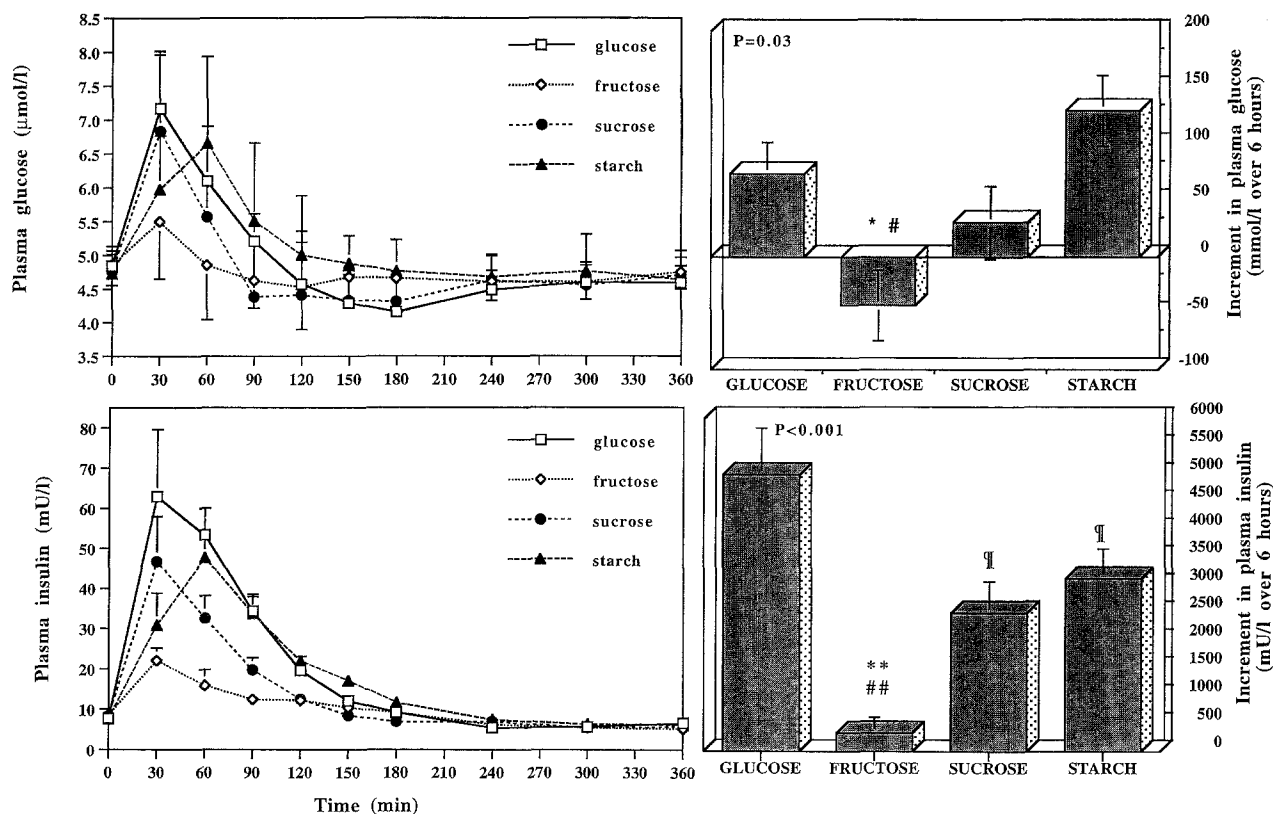 Plasma glucose (µmol/l)
8.5
8.0
7.5
7.0
6.5
6.0
5.5
5.0
4.5
4.0
3.5
0 30 60 90 120 150 180 210 240 270 300 330 360
glucose
fructose
sucrose
starch
P=0.03
* #
GLUCOSE FRUCTOSE SUCROSE STARCH
200
150
100
50
0
-50
-100
Increment in plasma glucose
(mmol/l over 6 hours)
Plasma insulin (mU/l)
80
70
60
50
40
30
20
10
0
0 30 60 90 120 150 180 210 240 270 300 330 360
Time (min)
glucose
fructose
sucrose
starch
P<0.001
**
##
¶
¶
GLUCOSE FRUCTOSE SUCROSE STARCH
6000
5500
5000
4500
4000
3500
3000
2500
2000
1500
1000
500
0
Increment in plasma insulin
(mU/l over 6 hours)